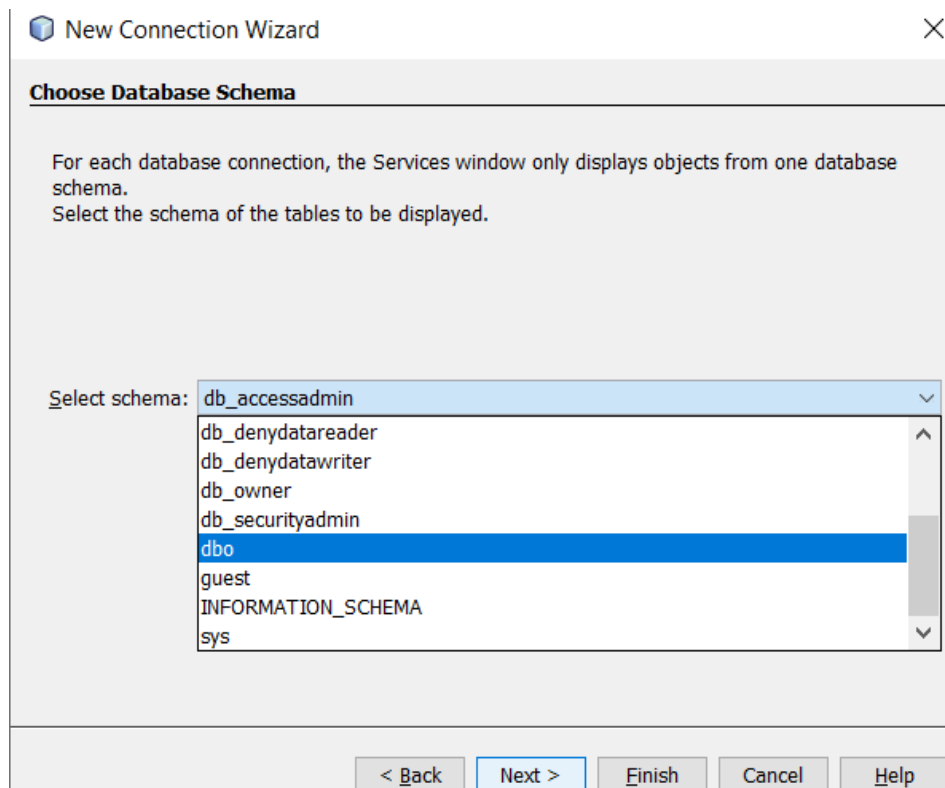 New Connection Wizard
Choose Database Schema
For each database connection, the Services window only displays objects from one database
schema.
Select the schema of the tables to be displayed.
Select schema: db_accessadmin
db_denydatareader
db_denydatawriter
db_owner
db_securityadmin
dbo
guest
INFORMATION_SCHEMA
sys
< Back Next > Finish Cancel Help